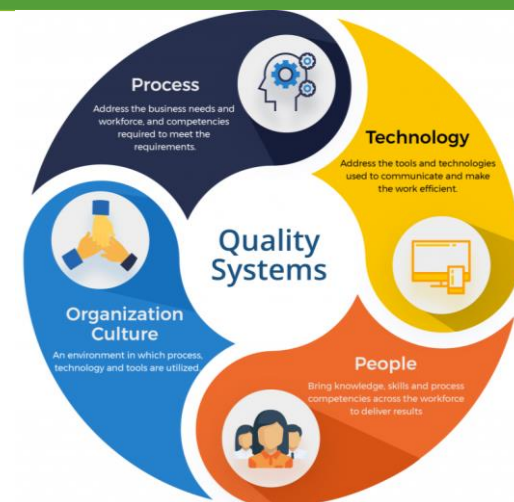 Process
Address the business needs and
workforce, and competencies
required to meet the
requirements.
Technology
Address the tools and technologies
used to communicate and make
the work efficient.
Quality
Systems
Organization
Culture
An environment in which process,
technology and tools are utilized.
People
Bring knowledge, skills and process
competencies across the workforce
to deliver results